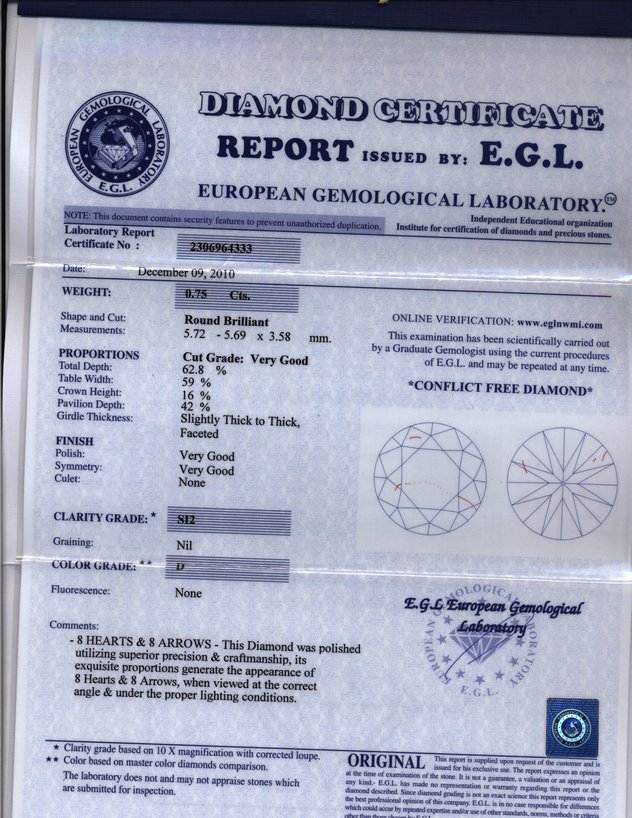 DIAMOND CERTIFICATE
REPORT ISSUED BY: E.G.L.
EUROPEAN GEMOLOGICAL LABORATORY.™
EUROPEAN GEMOLOGICAL LABORATORY
E.G.L.
Independent Educational organization
Institute for certification of diamonds and precious stones.
NOTE: This document contains security features to prevent unauthorized duplication.
Laboratory Report
Certificate No : 2306964333
Date: December 09, 2010
WEIGHT: 0.75 Cts.
Shape and Cut: Round Brilliant
Measurements: 5.72 - 5.69 x 3.58 mm.
PROPORTIONS Cut Grade: Very Good
Total Depth: 62.8 %
Table Width: 59 %
Crown Height: 16 %
Pavilion Depth: 42 %
Girdle Thickness: Slightly Thick to Thick,
Faceted
FINISH
Polish: Very Good
Symmetry: Very Good
Culet: None
CLARITY GRADE: * SI2
Graining: Nil
COLOR GRADE: ** D
Fluorescence: None
Comments:
- 8 HEARTS & 8 ARROWS - This Diamond was polished
utilizing superior precision & craftmanship, its
exquisite proportions generate the appearance of
8 Hearts & 8 Arrows, when viewed at the correct
angle & under the proper lighting conditions.
ONLINE VERIFICATION: www.eglnwmi.com
This examination has been scientifically carried out
by a Graduate Gemologist using the current procedures
of E.G.L. and may be repeated at any time.
*CONFLICT FREE DIAMOND*
E.G.L European Gemological
Laboratory
EUROPEAN GEMOLOGICAL LABORATORY
E.G.L.
* Clarity grade based on 10 X magnification with corrected loupe.
** Color based on master color diamonds comparison.
The laboratory does not and may not appraise stones which
are submitted for inspection.
ORIGINAL This report is supplied upon request of the customer and is
issued for his exclusive use. The report expresses an opinion
at the time of examination of the stone. It is not a guarantee, a valuation or an appraisal of
any kind.- E.G.L. has made no representation or warranty regarding this report or the
diamond described. Since diamond grading is not an exact science this report represents only
the best professional opinion of this company. E.G.L. is in no case responsible for differences
which could accur by repeated expertise and/or use of other standards, norms, methods or criteria
other than those chosen by E.G.L.